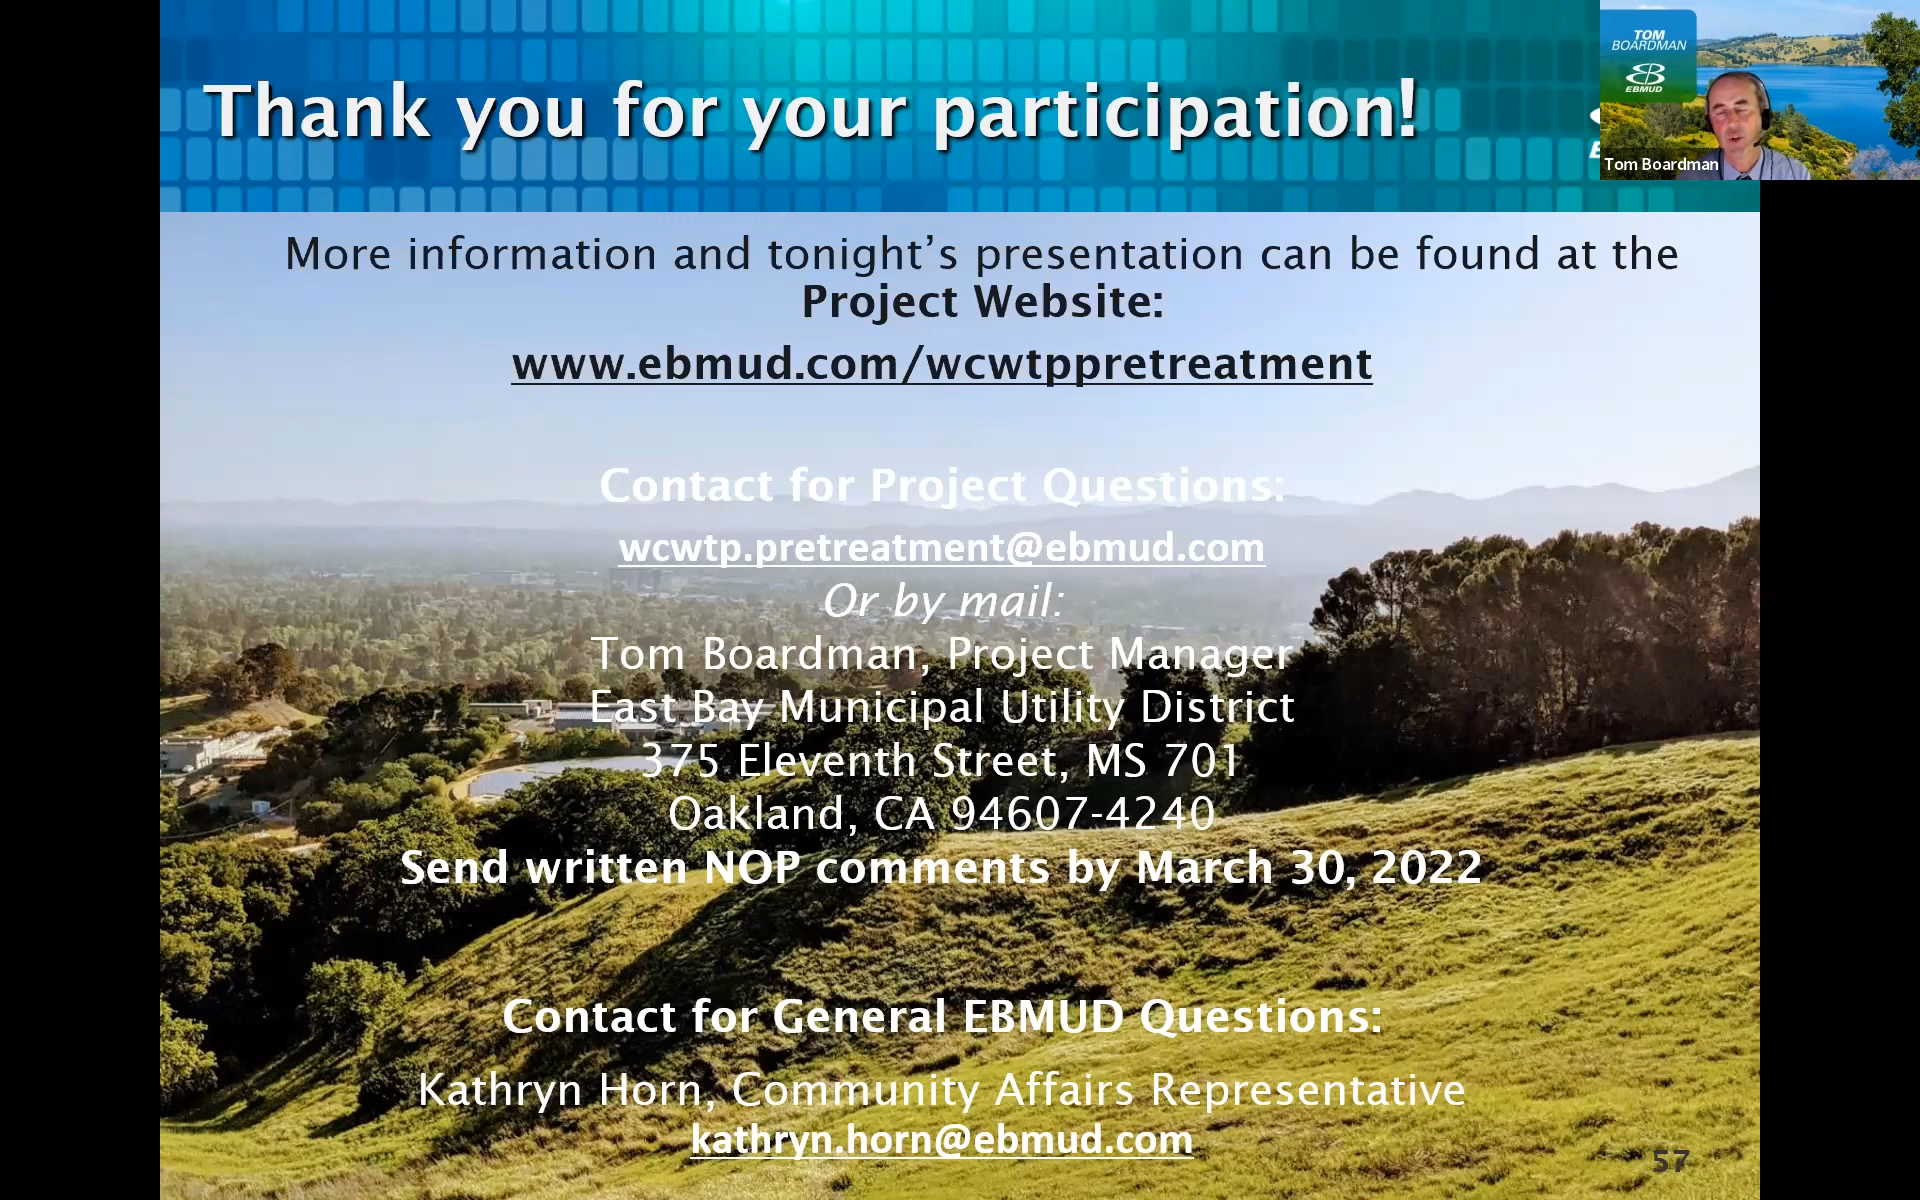 Thank you for your participation!
TOM
BOARDMAN
EBMUD
Tom Boardman
More information and tonight’s presentation can be found at the
Project Website:
www.ebmud.com/wcwtppretreatment
Contact for Project Questions:
wcwtp.pretreatment@ebmud.com
Or by mail:
Tom Boardman, Project Manager
East Bay Municipal Utility District
375 Eleventh Street, MS 701
Oakland, CA 94607-4240
Send written NOP comments by March 30, 2022
Contact for General EBMUD Questions:
Kathryn Horn, Community Affairs Representative
kathryn.horn@ebmud.com
57